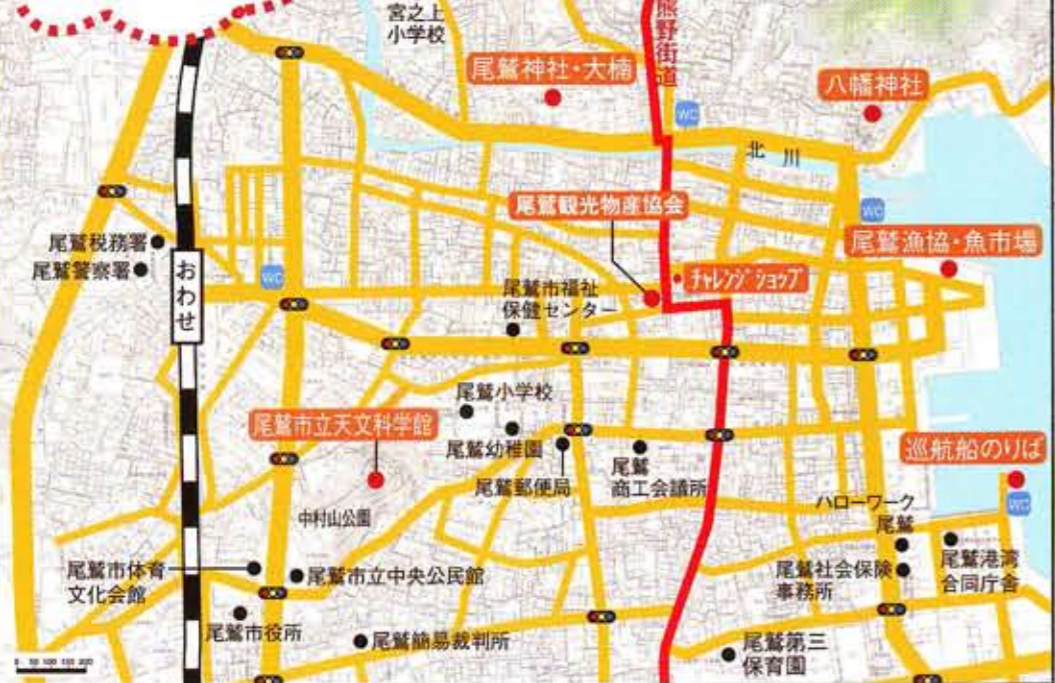 宮之上
小学校
熊野街道
尾鷲神社・大楠
八幡神社
WC
北川
尾鷲観光物産協会
WC
尾鷲税務署
尾鷲警察署
尾鷲漁協・魚市場
おわせ
WC
チャレンジショップ
尾鷲市福祉
保健センター
尾鷲小学校
尾鷲市立天文科学館
尾鷲幼稚園
巡航船のりば
尾鷲
商工会議所
尾鷲郵便局
WC
中村山公園
ハローワーク
尾鷲
尾鷲市体育
文化会館
尾鷲市立中央公民館
尾鷲社会保険
事務所
尾鷲港湾
合同庁舎
尾鷲市役所
尾鷲簡易裁判所
尾鷲第三
保育園
0 50 100 150 200